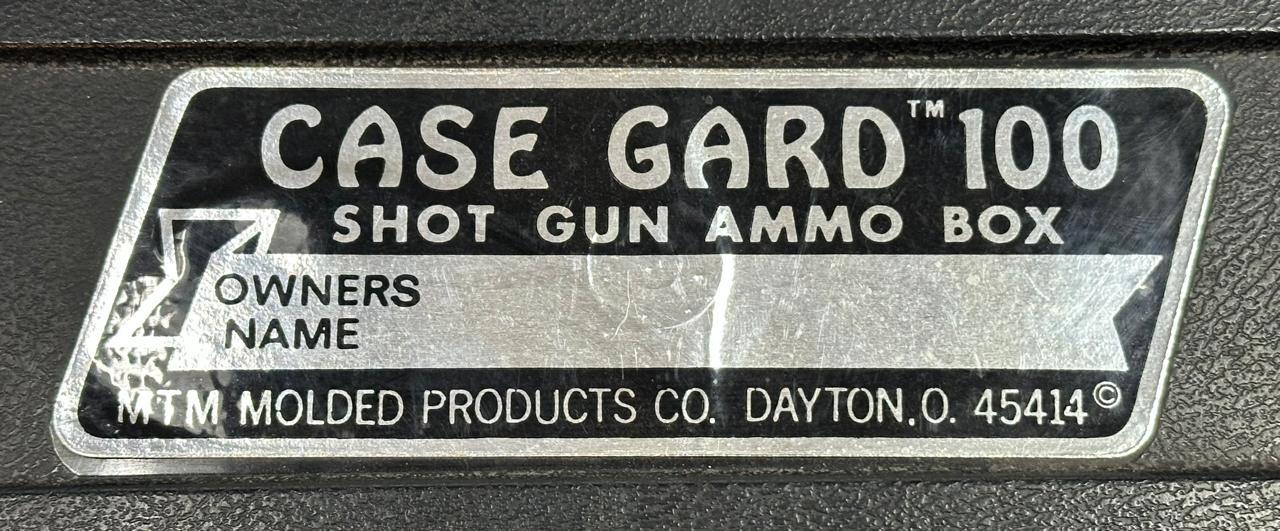 CASE GARD™ 100
SHOT GUN AMMO BOX
OWNERS
NAME
MTM MOLDED PRODUCTS CO. DAYTON, O. 45414©